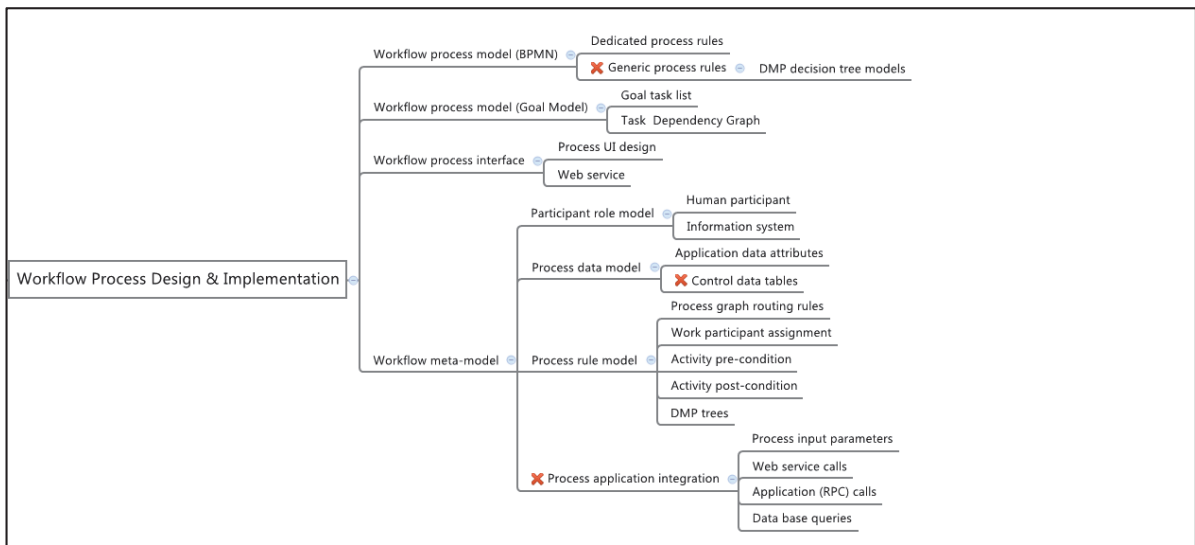 Workflow Process Design & Implementation
Workflow process model (BPMN)
Dedicated process rules
Generic process rules
DMP decision tree models
Workflow process model (Goal Model)
Goal task list
Task Dependency Graph
Workflow process interface
Process UI design
Web service
Workflow meta-model
Participant role model
Human participant
Information system
Process data model
Application data attributes
Control data tables
Process rule model
Process graph routing rules
Work participant assignment
Activity pre-condition
Activity post-condition
DMP trees
Process application integration
Process input parameters
Web service calls
Application (RPC) calls
Data base queries